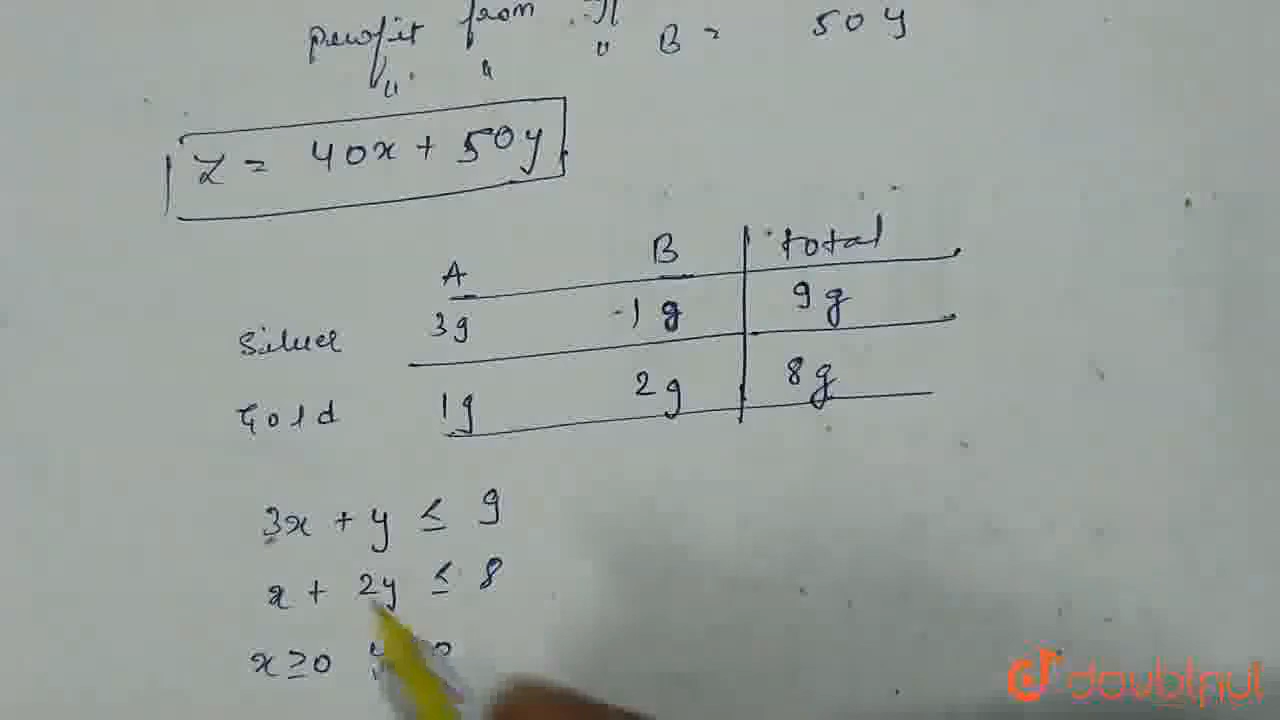 profit from A
" " " B = 50y
Z = 40x + 50y
A B total
Silver 3g 1g 9g
Gold 1g 2g 8g
3x + y ≤ 9
x + 2y ≤ 8
x ≥ 0
doubtnut